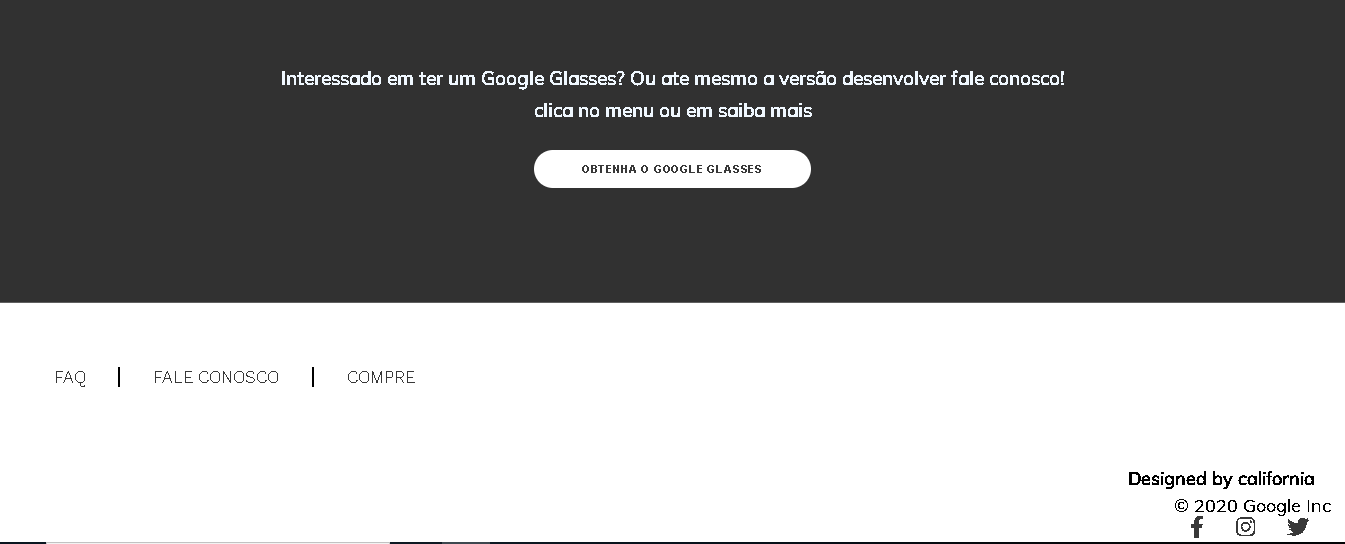 Interessado em ter um Google Glasses? Ou ate mesmo a versão desenvolver fale conosco!
clica no menu ou em saiba mais
OBTENHA O GOOGLE GLASSES
FAQ | FALE CONOSCO | COMPRE
Designed by california
© 2020 Google Inc